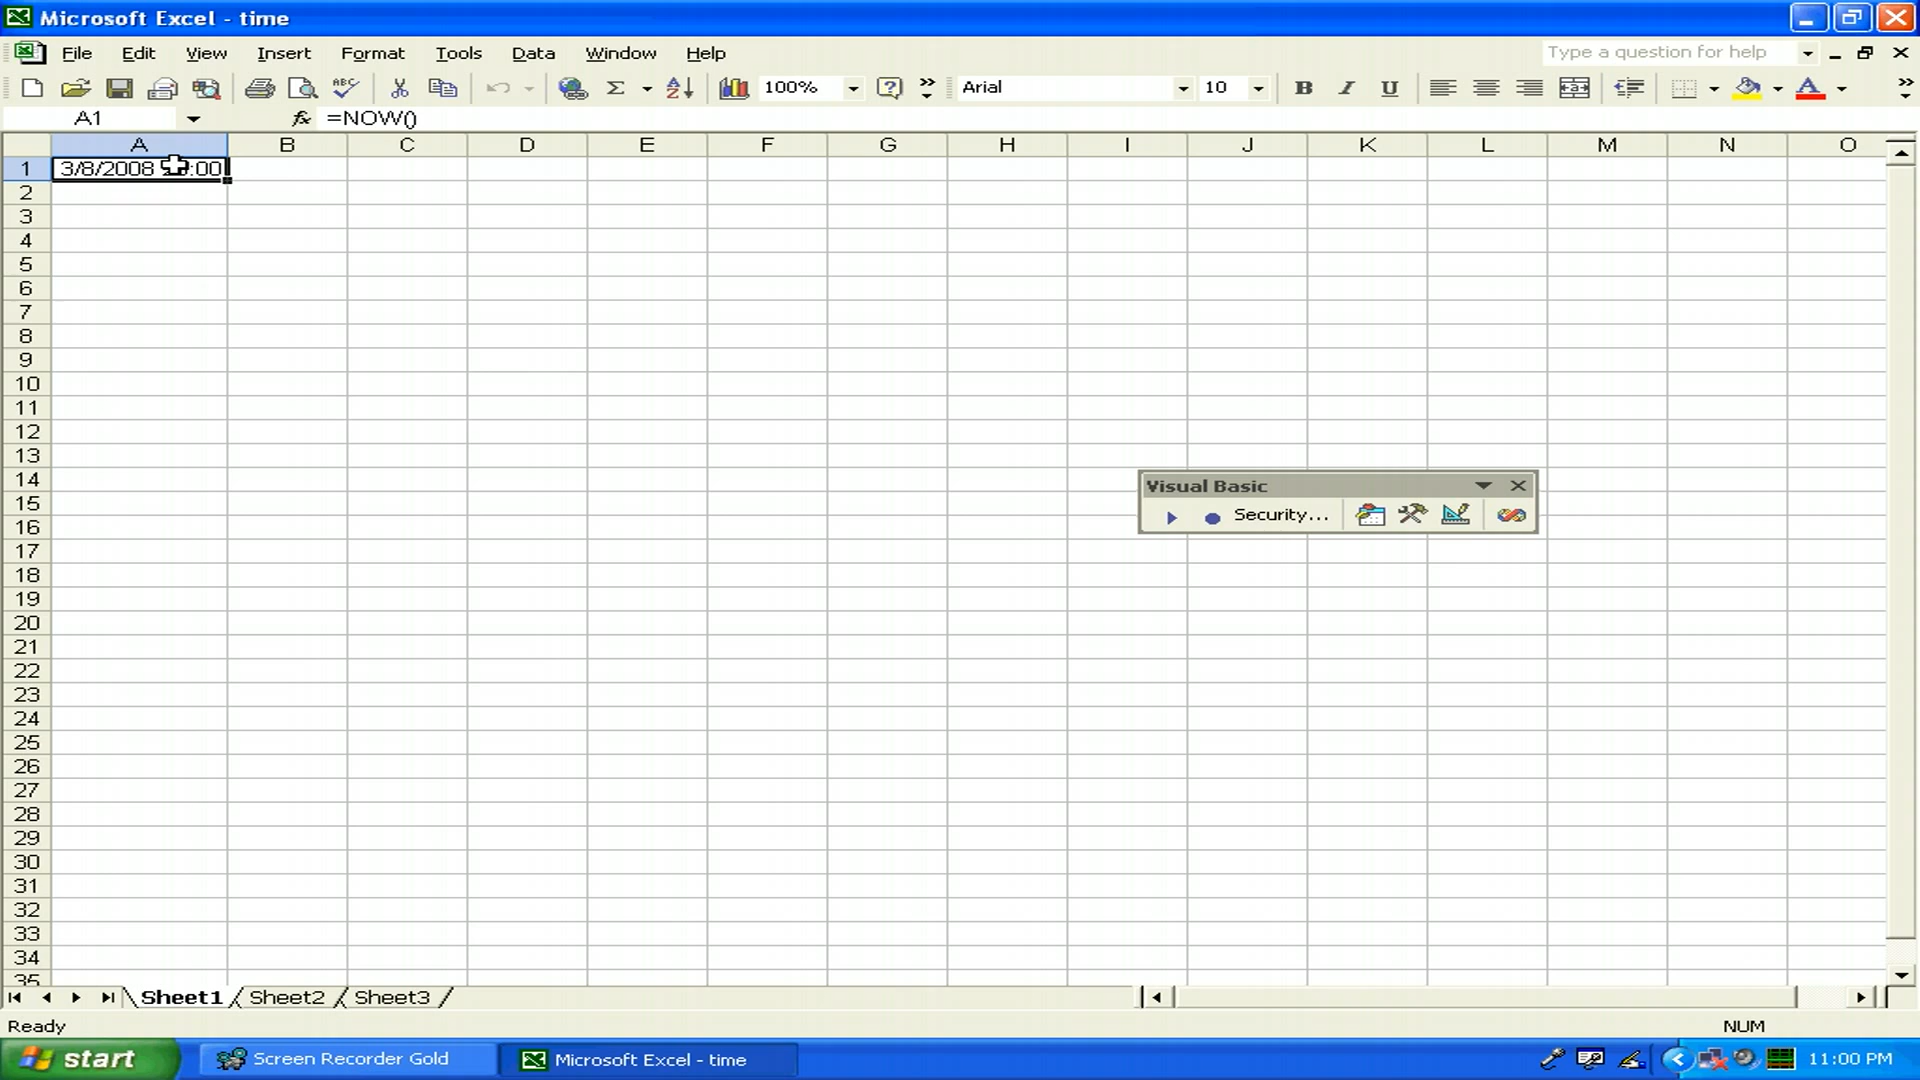 Microsoft Excel - time
File Edit View Insert Format Tools Data Window Help
Type a question for help
ABC 100% Arial 10 B I U A
A1 fx =NOW()
A B C D E F G H I J K L M N O
1 3/8/2008 :00
2
3
4
5
6
7
8
9
10
11
12
13
14
Visual Basic
15
Security...
16
17
18
19
20
21
22
23
24
25
26
27
28
29
30
31
32
33
34
35
Sheet1 Sheet2 Sheet3
Ready NUM
start Screen Recorder Gold Microsoft Excel - time 11:00 PM